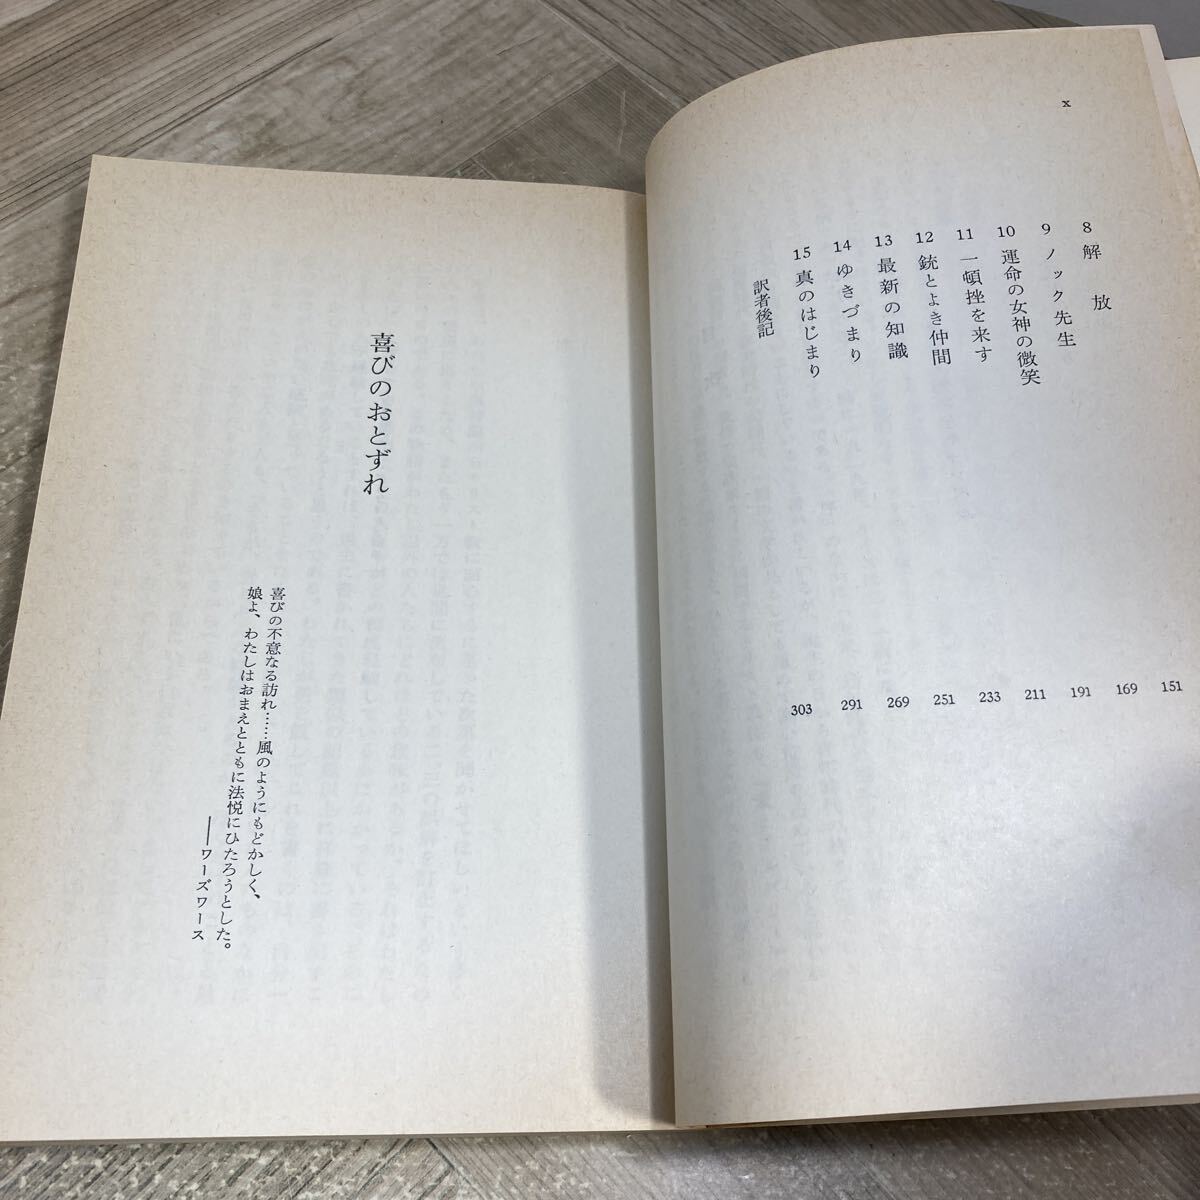 x
8 解放 151
9 ノック先生 169
10 運命の女神の微笑 191
11 一頓挫を来す 211
12 銃とよき仲間 233
13 最新の知識 251
14 ゆきづまり 269
15 真のはじまり 291
訳者後記 303
喜びのおとずれ
喜びの不意なる訪れ……風のようにもどかしく、
娘よ、わたしはおまえとともに法悦にひたろうとした。
――ワーズワース